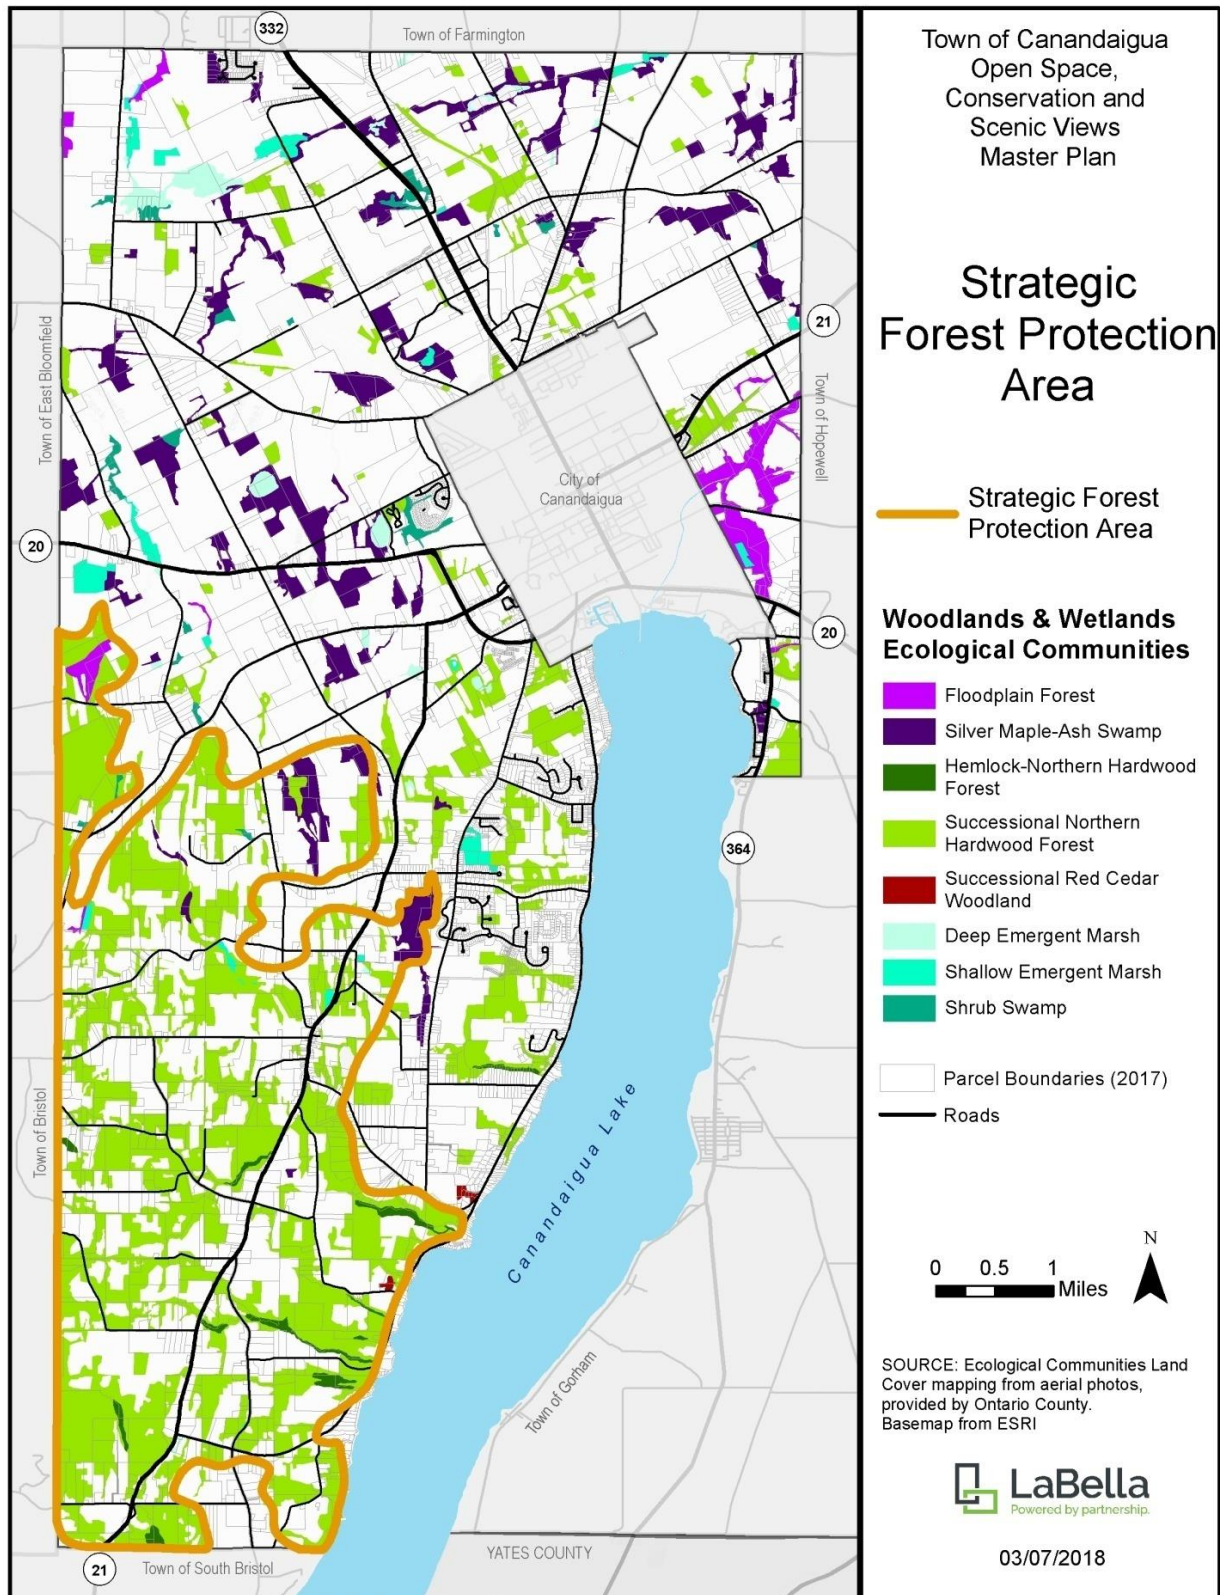 332
Town of Farmington
21
Town of East Bloomfield
Town of Hopewell
City of
Canandaigua
20
20
364
Town of Bristol
Canandaigua Lake
Town of Gorham
YATES COUNTY
21
Town of South Bristol
Town of Canandaigua
Open Space,
Conservation and
Scenic Views
Master Plan
Strategic
Forest Protection
Area
Strategic Forest
Protection Area
Woodlands & Wetlands
Ecological Communities
Floodplain Forest
Silver Maple-Ash Swamp
Hemlock-Northern Hardwood
Forest
Successional Northern
Hardwood Forest
Successional Red Cedar
Woodland
Deep Emergent Marsh
Shallow Emergent Marsh
Shrub Swamp
Parcel Boundaries (2017)
Roads
N
0 0.5 1
Miles
SOURCE: Ecological Communities Land
Cover mapping from aerial photos,
provided by Ontario County.
Basemap from ESRI
LaBella
Powered by partnership.
03/07/2018